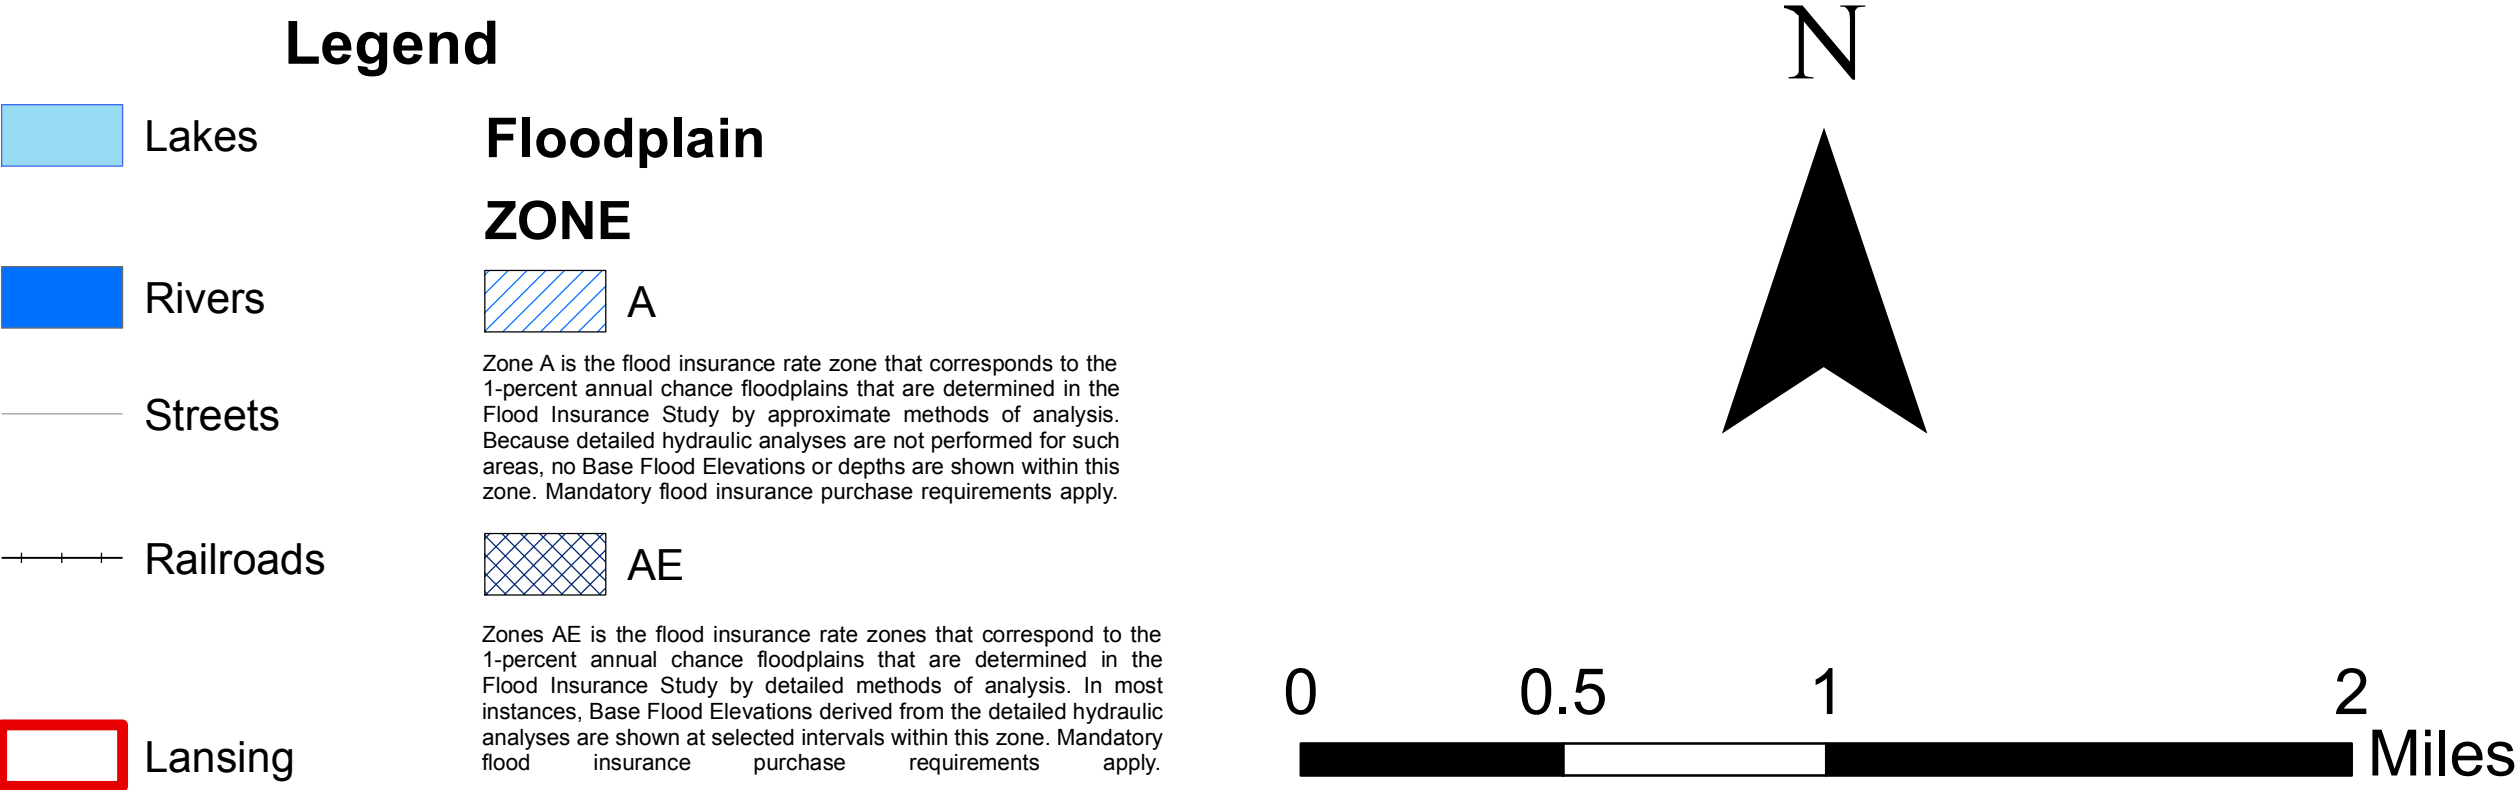 Legend
Lakes
Rivers
Streets
Railroads
Lansing
Floodplain
ZONE
A
Zone A is the flood insurance rate zone that corresponds to the
1-percent annual chance floodplains that are determined in the
Flood Insurance Study by approximate methods of analysis.
Because detailed hydraulic analyses are not performed for such
areas, no Base Flood Elevations or depths are shown within this
zone. Mandatory flood insurance purchase requirements apply.
AE
Zones AE is the flood insurance rate zones that correspond to the
1-percent annual chance floodplains that are determined in the
Flood Insurance Study by detailed methods of analysis. In most
instances, Base Flood Elevations derived from the detailed hydraulic
analyses are shown at selected intervals within this zone. Mandatory
flood insurance purchase requirements apply.
N
0 0.5 1 2
Miles